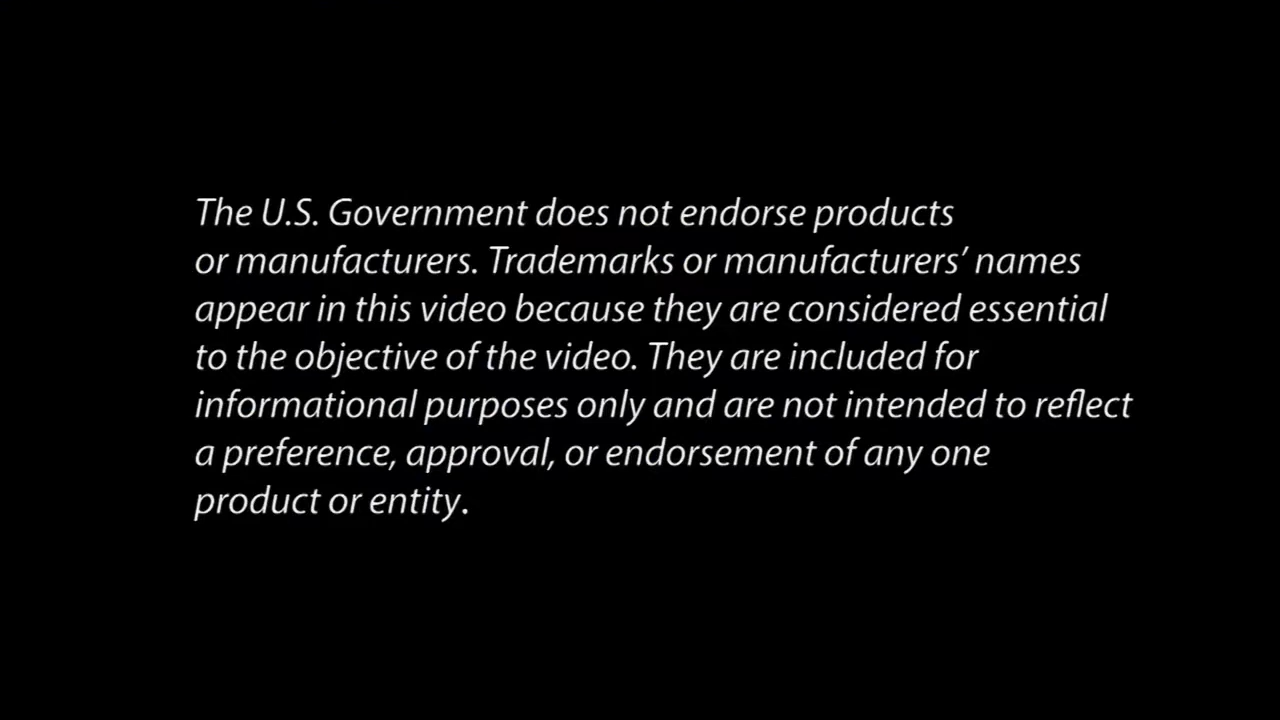 The U.S. Government does not endorse products
or manufacturers. Trademarks or manufacturers’ names
appear in this video because they are considered essential
to the objective of the video. They are included for
informational purposes only and are not intended to reflect
a preference, approval, or endorsement of any one
product or entity.